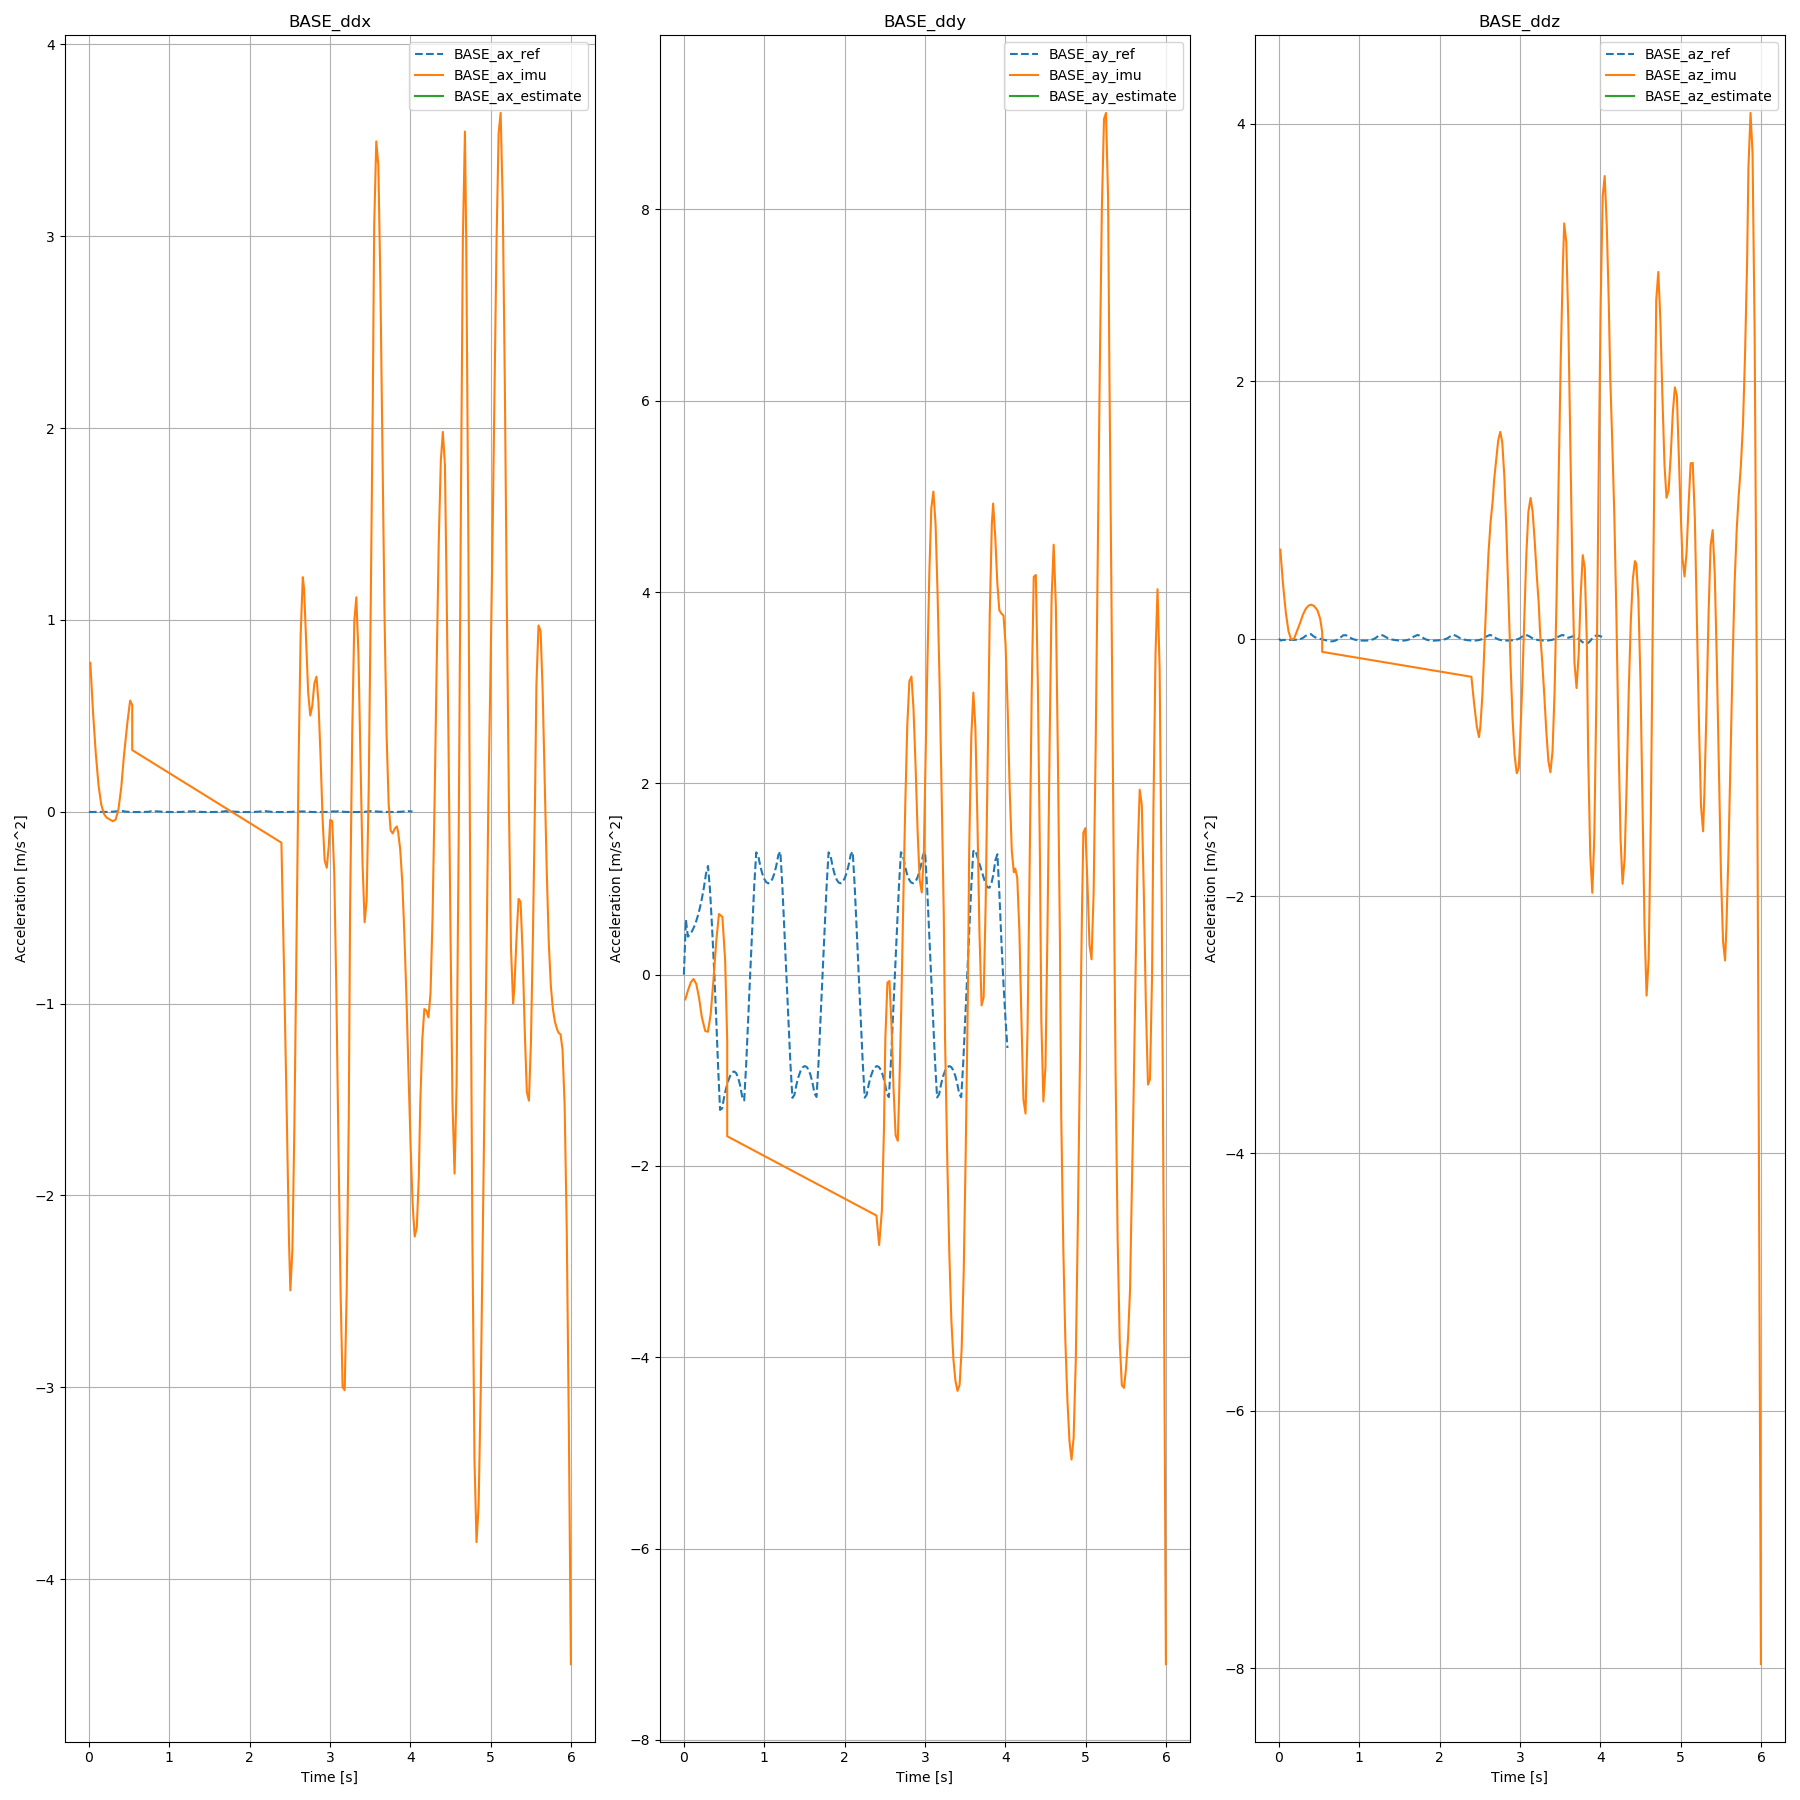 BASE_ddx
BASE_ax_ref
BASE_ax_imu
BASE_ax_estimate
4
3
2
1
0
−1
−2
−3
−4
Acceleration [m/s^2]
0 1 2 3 4 5 6
Time [s]
BASE_ddy
BASE_ay_ref
BASE_ay_imu
BASE_ay_estimate
8
6
4
2
0
−2
−4
−6
−8
Acceleration [m/s^2]
0 1 2 3 4 5 6
Time [s]
BASE_ddz
BASE_az_ref
BASE_az_imu
BASE_az_estimate
4
2
0
−2
−4
−6
−8
Acceleration [m/s^2]
0 1 2 3 4 5 6
Time [s]